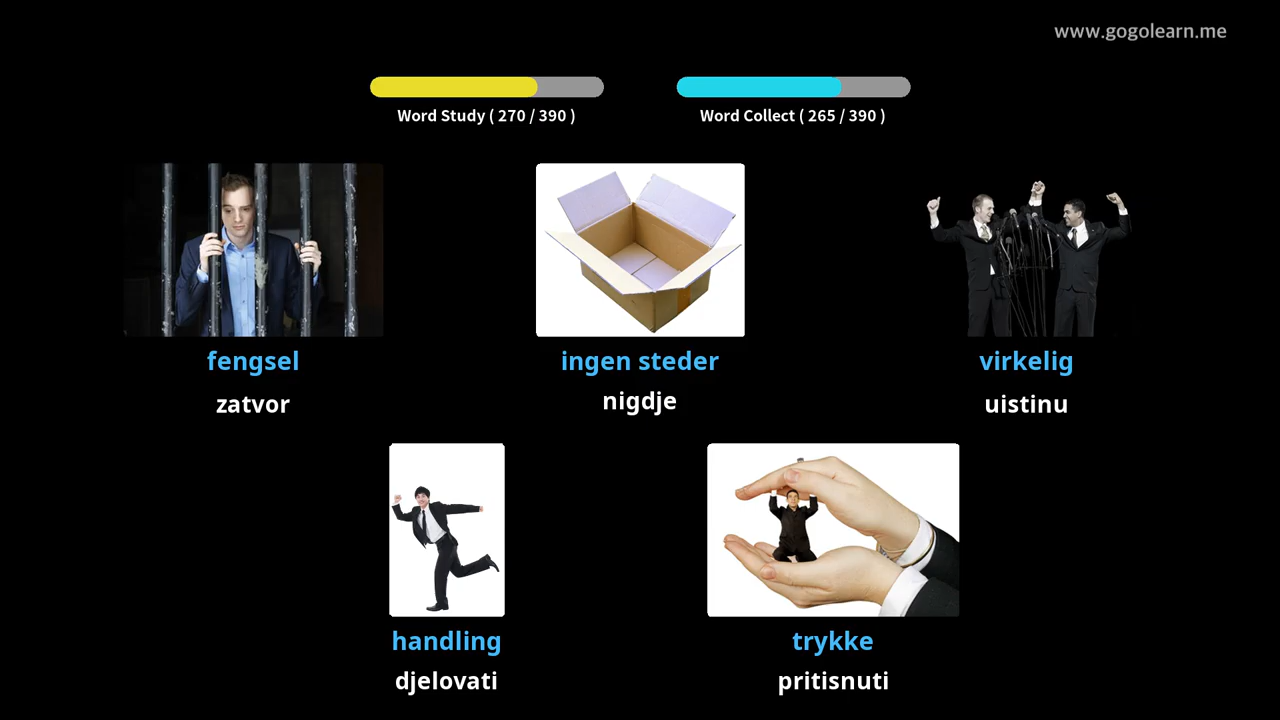 www.gogolearn.me
Word Study ( 270 / 390 )
Word Collect ( 265 / 390 )
fengsel
ingen steder
virkelig
zatvor
nigdje
uistinu
handling
trykke
djelovati
pritisnuti